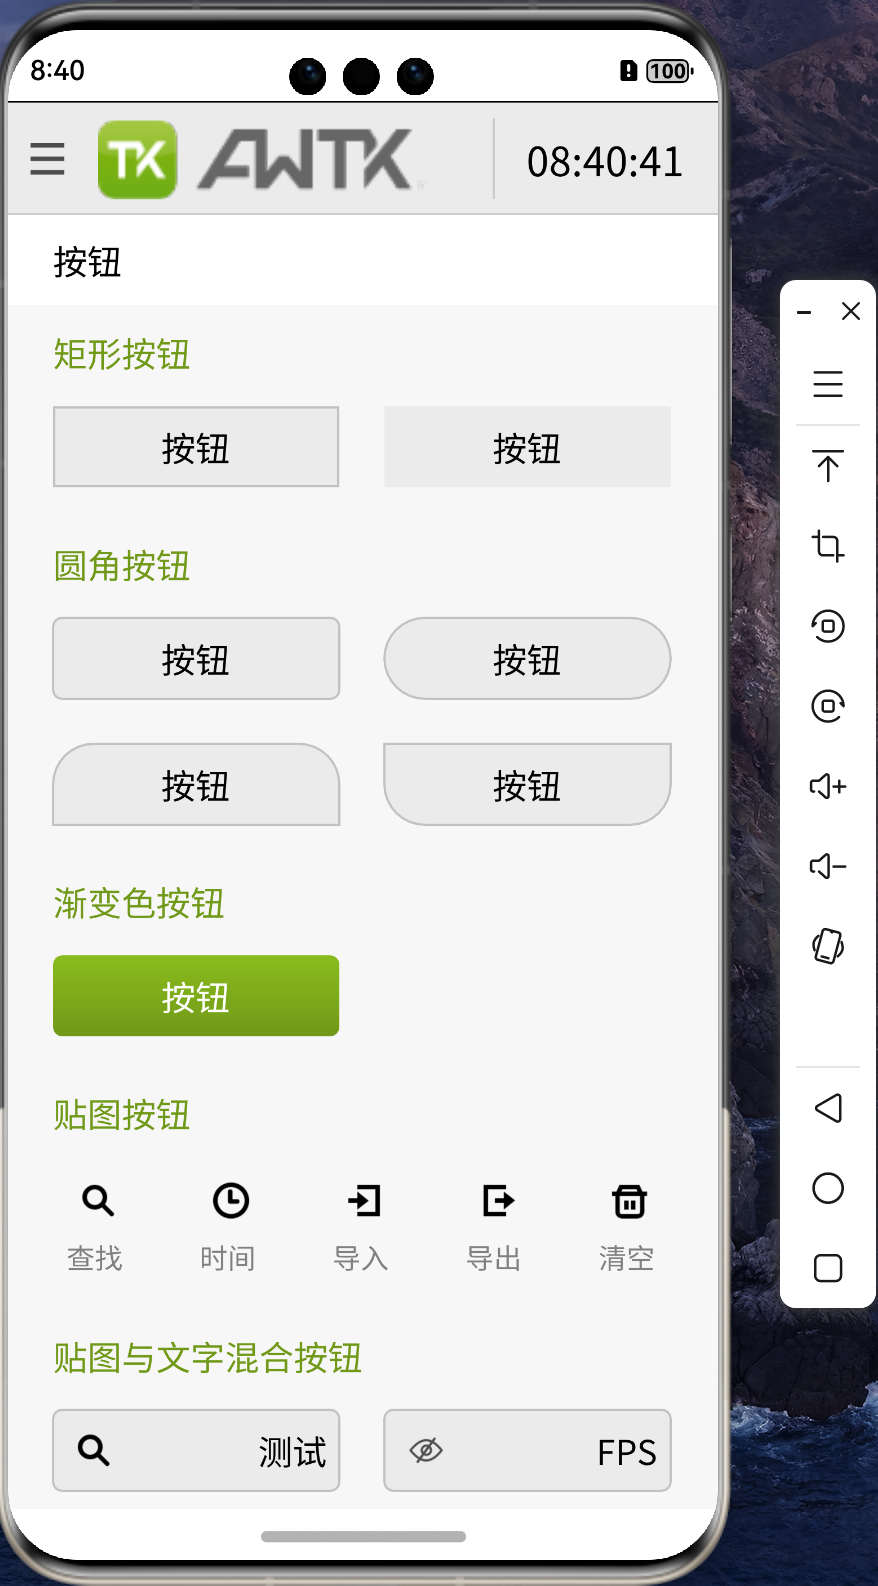 8:40
100
TK AWTK
08:40:41
按钮
矩形按钮
按钮 按钮
圆角按钮
按钮 按钮
按钮 按钮
渐变色按钮
按钮
贴图按钮
查找 时间 导入 导出 清空
贴图与文字混合按钮
测试 FPS